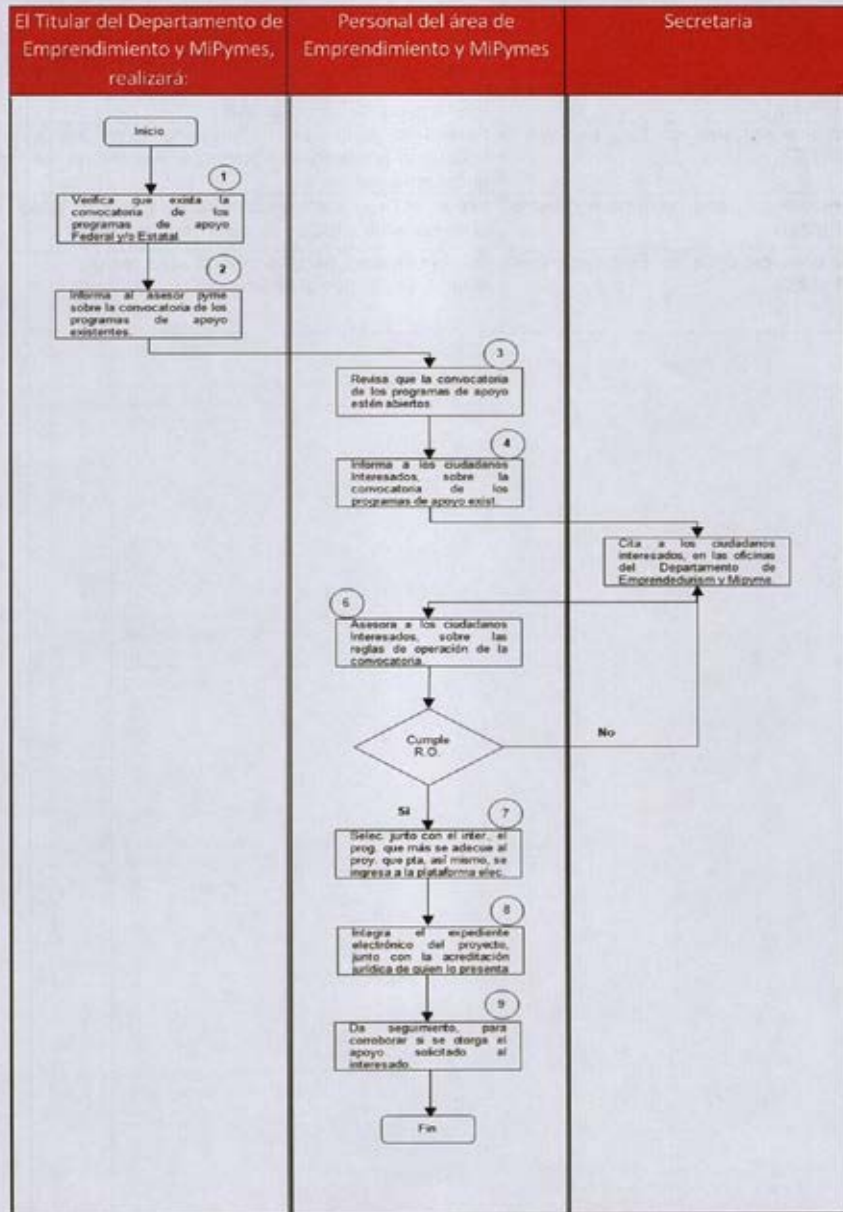 El Titular del Departamento de
Emprendimiento y MiPymes,
realizará:
Personal del área de
Emprendimiento y MiPymes
Secretaria
Inicio
1
Verifica que exista la
convocatoria de los
programas de apoyo
Federal y/o Estatal.
2
Informa al asesor pyme
sobre la convocatoria de los
programas de apoyo
existentes.
3
Revisa que la convocatoria
de los programas de apoyo
estén abiertos
4
Informa a los ciudadanos
Interesados, sobre la
convocatoria de los
programas de apoyo exist.
Cita a los ciudadanos
interesados, en las oficinas
del Departamento de
Emprendedurism y Mipyme.
6
Asesora a los ciudadanos
Interesados, sobre las
reglas de operación de la
convocatoria.
Cumple
R.O.
No
Si
7
Selec. junto con el inter., el
prog. que más se adecue al
proy. que pta, así mismo, se
ingresa a la plataforma elec.
8
Integra el expediente
electrónico del proyecto,
junto con la acreditación
jurídica de quien lo presenta
9
Da seguimiento, para
corroborar si se otorga el
apoyo solicitado al
interesado.
Fin